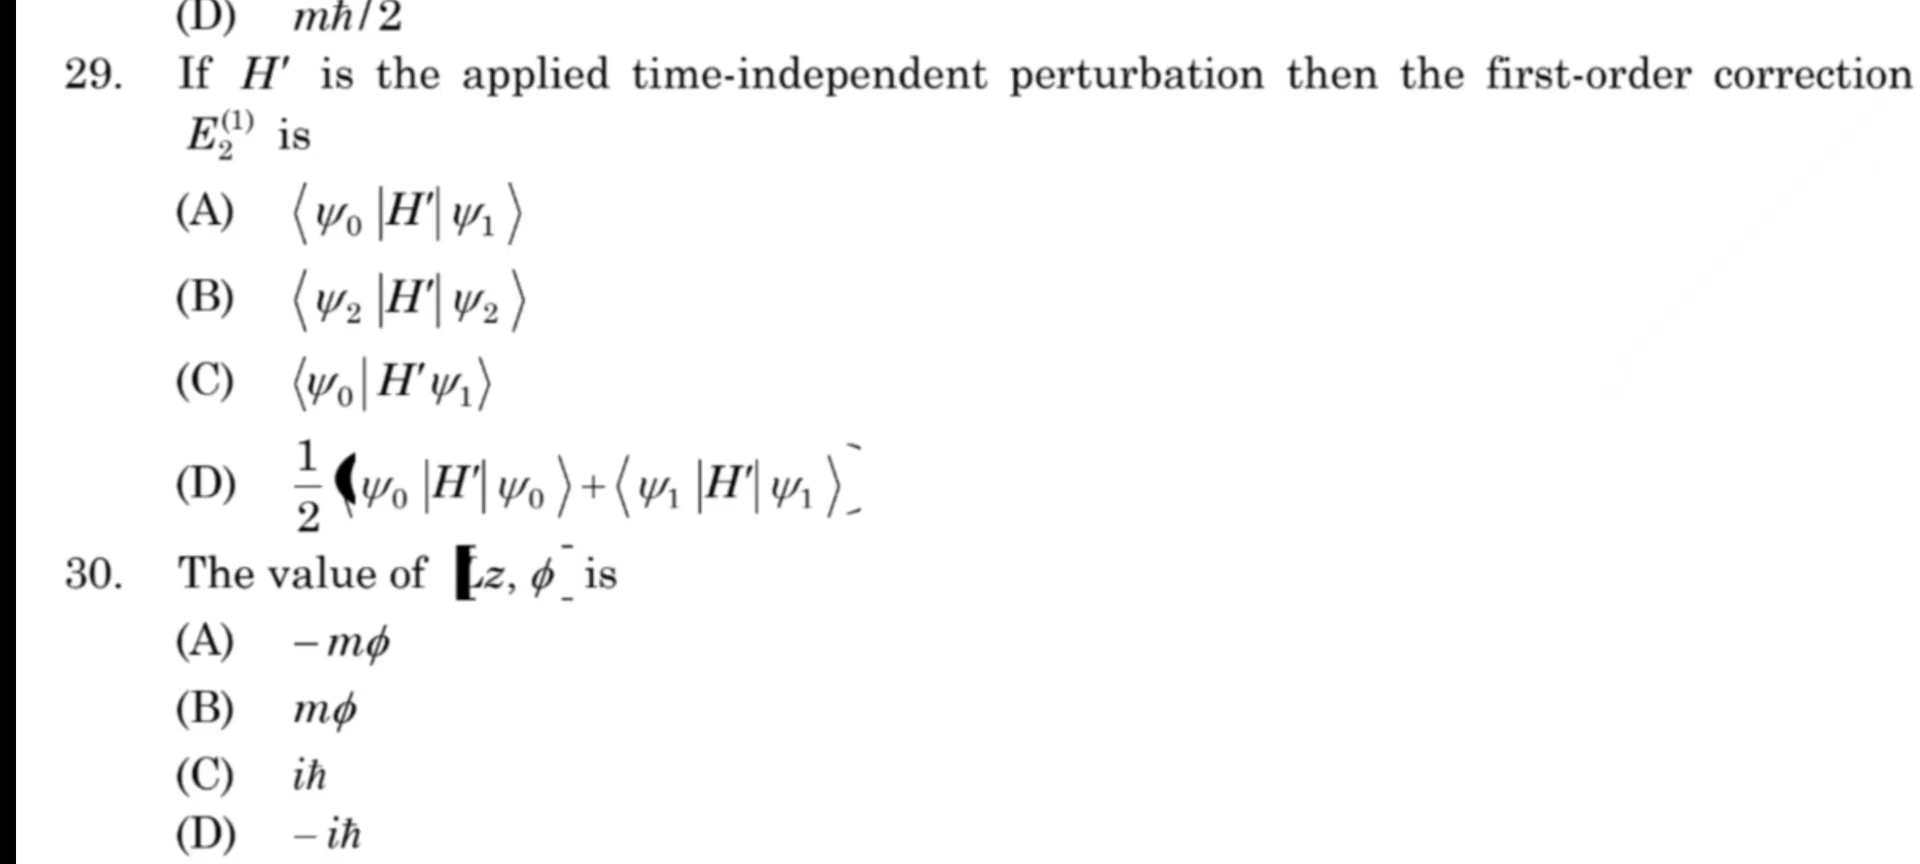 (D) mħ/2
29. If H′ is the applied time-independent perturbation then the first-order correction
E₂⁽¹⁾ is
(A) ⟨ψ₀|H′|ψ₁⟩
(B) ⟨ψ₂|H′|ψ₂⟩
(C) ⟨ψ₀|H′ψ₁⟩
(D) 1/2 (ψ₀|H′|ψ₀⟩+⟨ψ₁|H′|ψ₁⟩]
30. The value of [Lz, ϕ] is
(A) –mϕ
(B) mϕ
(C) iħ
(D) –iħ